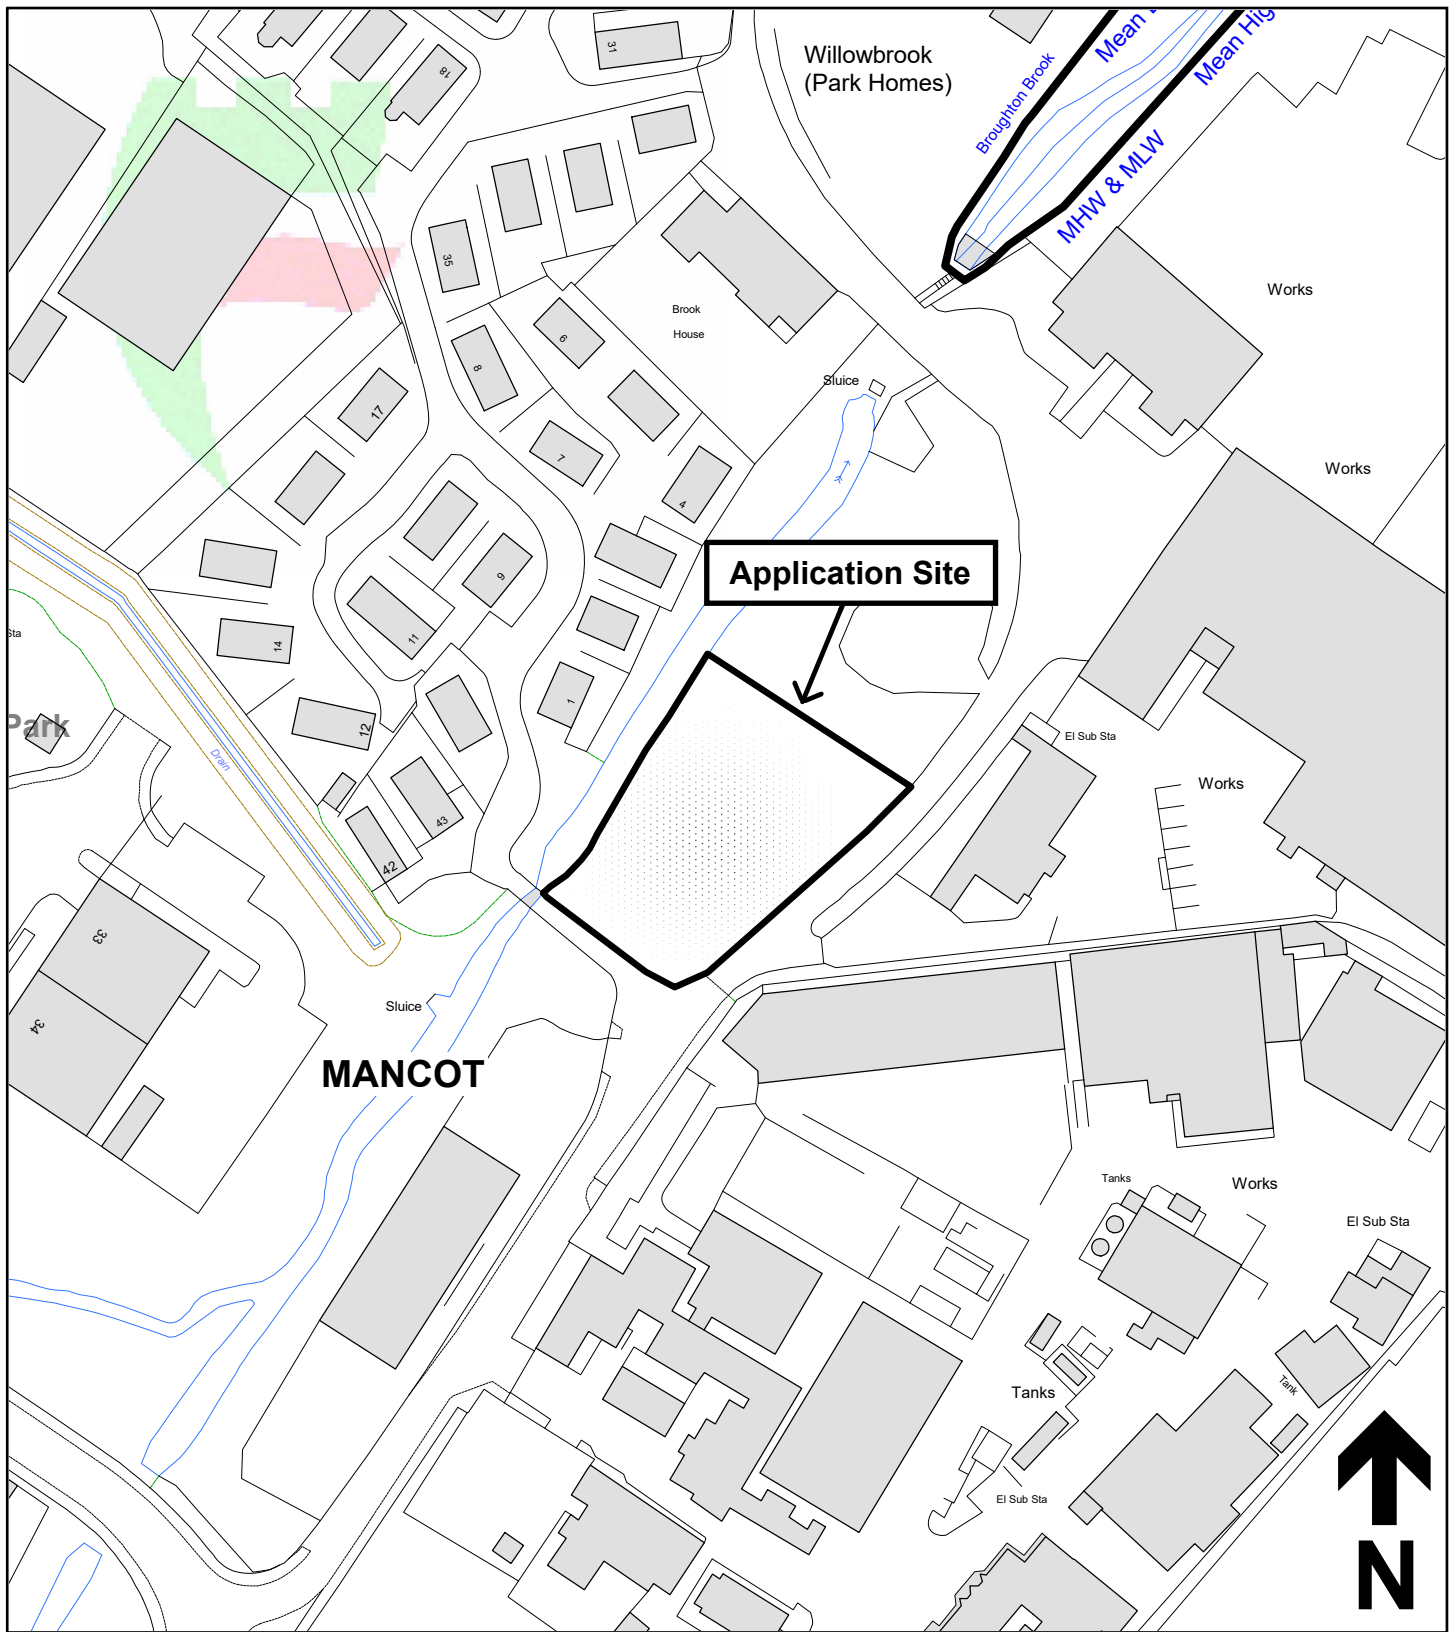 31
18
Willowbrook
(Park Homes)
Broughton Brook
Mean
Mean Hig
MHW & MLW
35
Works
Brook
House
6
8
Sluice
17
7
Works
4
Application Site
9
11
14
Sta
1
12
Park
El Sub Sta
Drain
Works
43
42
33
Sluice
34
MANCOT
Tanks
Works
El Sub Sta
Tanks
Tank
El Sub Sta
N